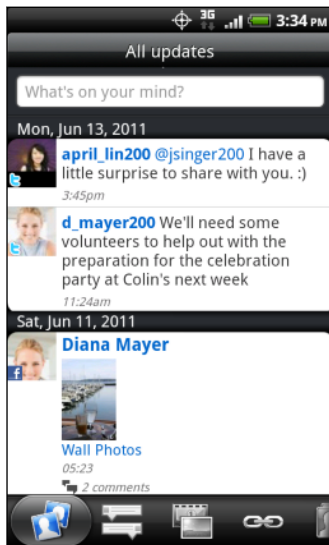 3G
3:34 PM
All updates
What's on your mind?
Mon, Jun 13, 2011
april_lin200 @jsinger200 I have a
little surprise to share with you. :)
3:45pm
d_mayer200 We'll need some
volunteers to help out with the
preparation for the celebration
party at Colin's next week
11:24am
Sat, Jun 11, 2011
Diana Mayer
Wall Photos
05:23
2 comments